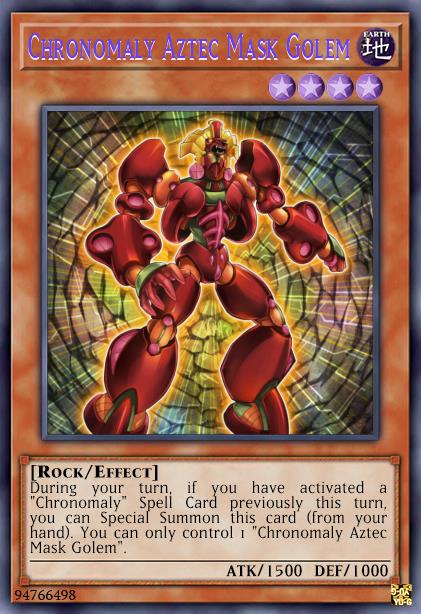 Chronomaly Aztec Mask Golem
EARTH
地
[Rock/Effect]
During your turn, if you have activated a
"Chronomaly" Spell Card previously this turn,
you can Special Summon this card (from your
hand). You can only control 1 "Chronomaly Aztec
Mask Golem".
ATK/1500 DEF/1000
94766498